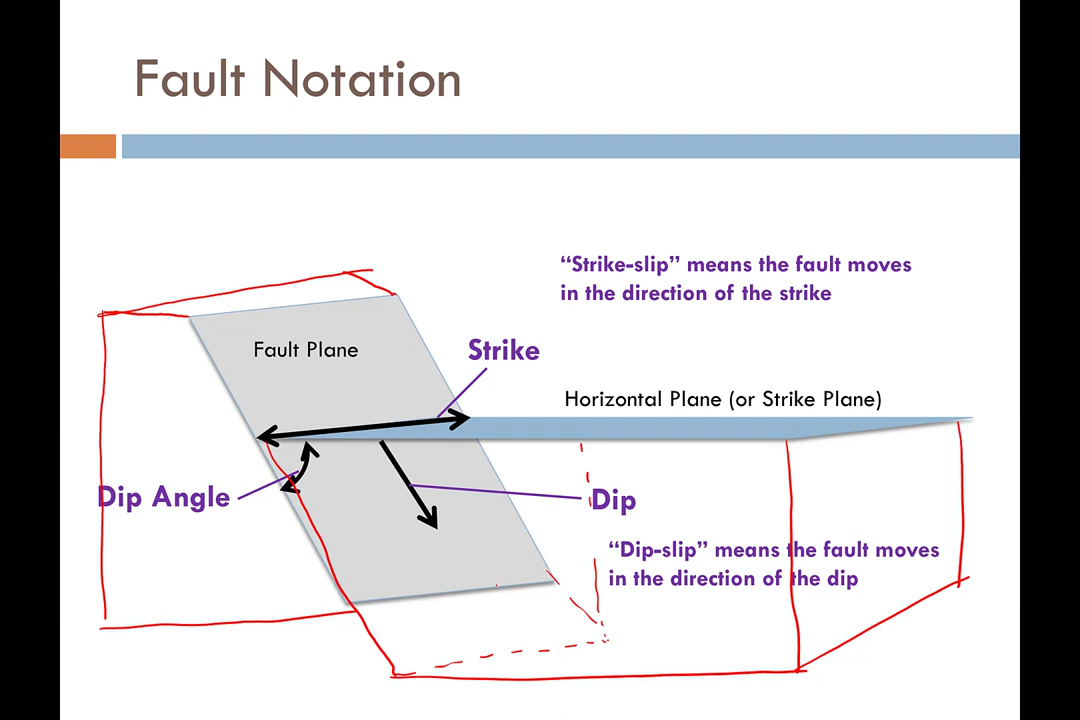 Fault Notation
“Strike-slip” means the fault moves
in the direction of the strike
Fault Plane
Strike
Horizontal Plane (or Strike Plane)
Dip Angle
Dip
“Dip-slip” means the fault moves
in the direction of the dip